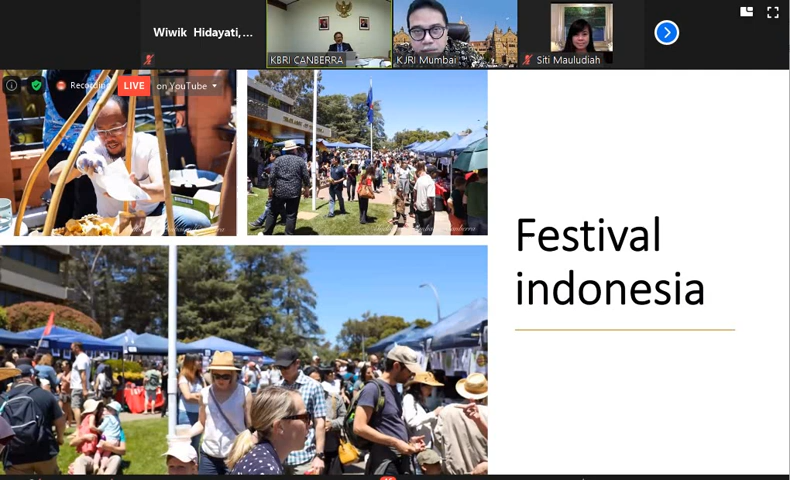 Wiwik Hidayati,...
KBRI CANBERRA
KJRI Mumbai
Siti Mauludiah
Recording
LIVE
on YouTube
Festival
indonesia